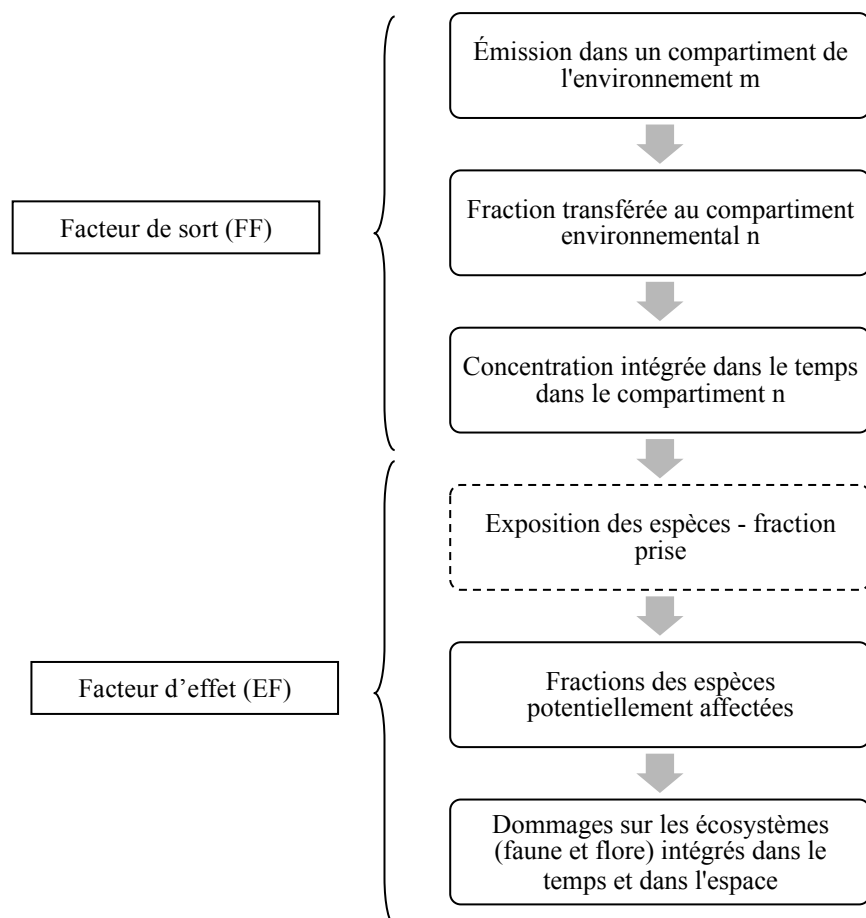 Émission dans un compartiment de
l'environnement m
Facteur de sort (FF)
Fraction transférée au compartiment
environnemental n
Concentration intégrée dans le temps
dans le compartiment n
Exposition des espèces - fraction
prise
Facteur d’effet (EF)
Fractions des espèces
potentiellement affectées
Dommages sur les écosystèmes
(faune et flore) intégrés dans le
temps et dans l'espace